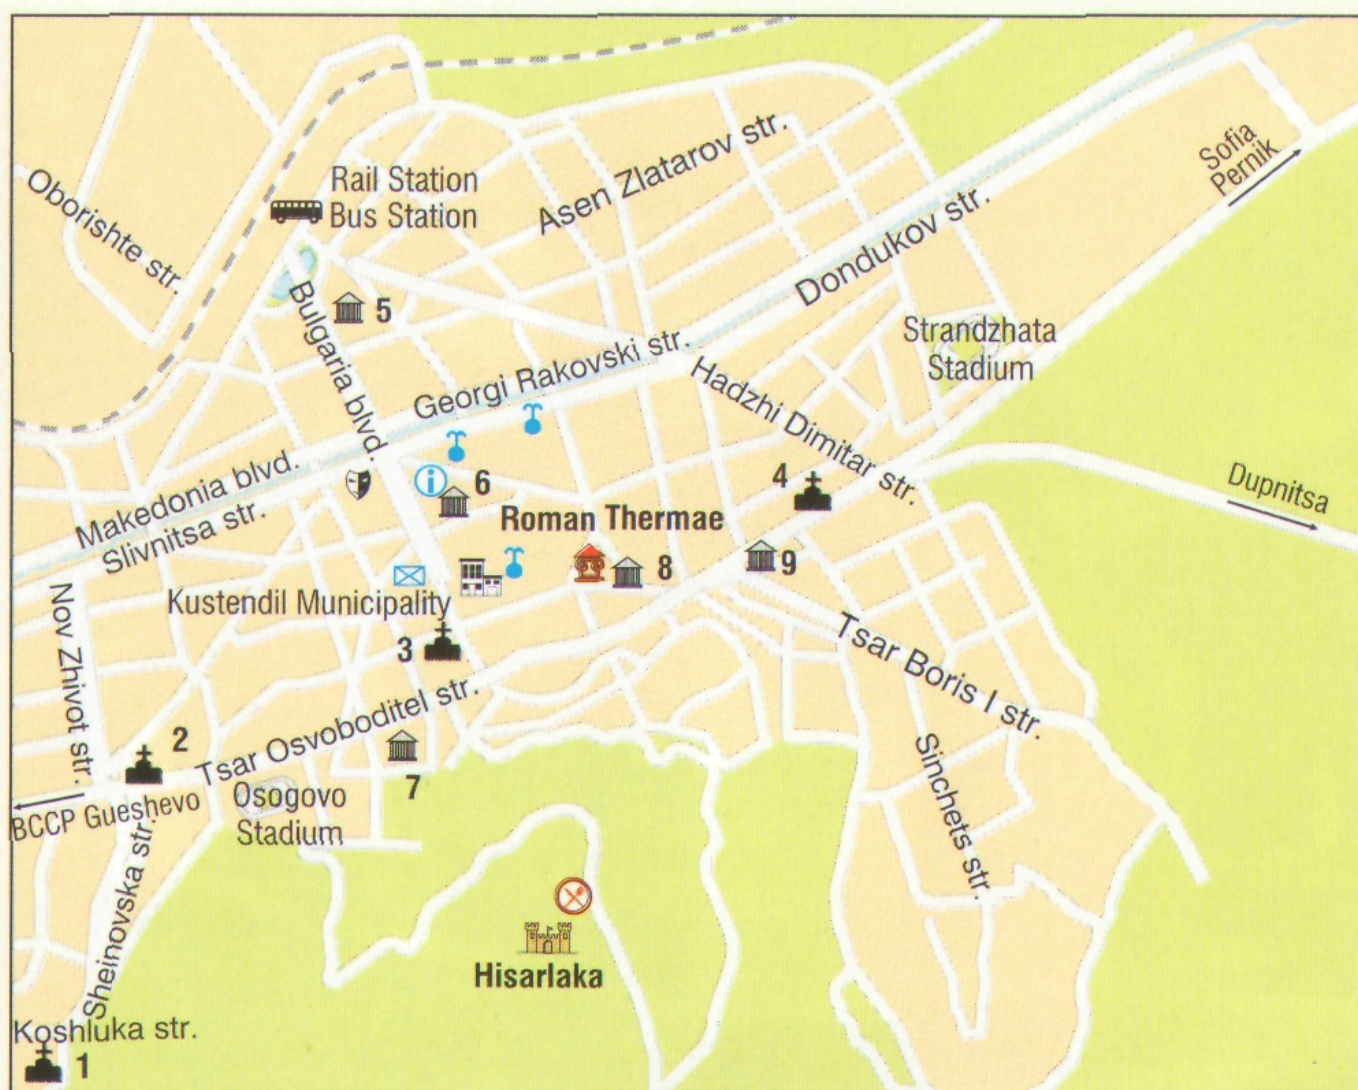 Oborishte str.
Rail Station
Bus Station
Asen Zlatarov str.
Sofia
Pernik
Dondukov str.
5
Bulgaria blvd.
Georgi Rakovski str.
Strandzhata
Stadium
Hadzhi Dimitar str.
Makedonia blvd.
Slivnitsa str.
i
6
4
Dupnitsa
Roman Thermae
8
9
Nov Zhivot str.
Kustendil Municipality
3
Tsar Boris I str.
2
Tsar Osvoboditel str.
7
Sinchets str.
BCCP Gueshevo
Osogovo
Stadium
Sheinovska str.
Hisarlaka
Koshluka str.
1